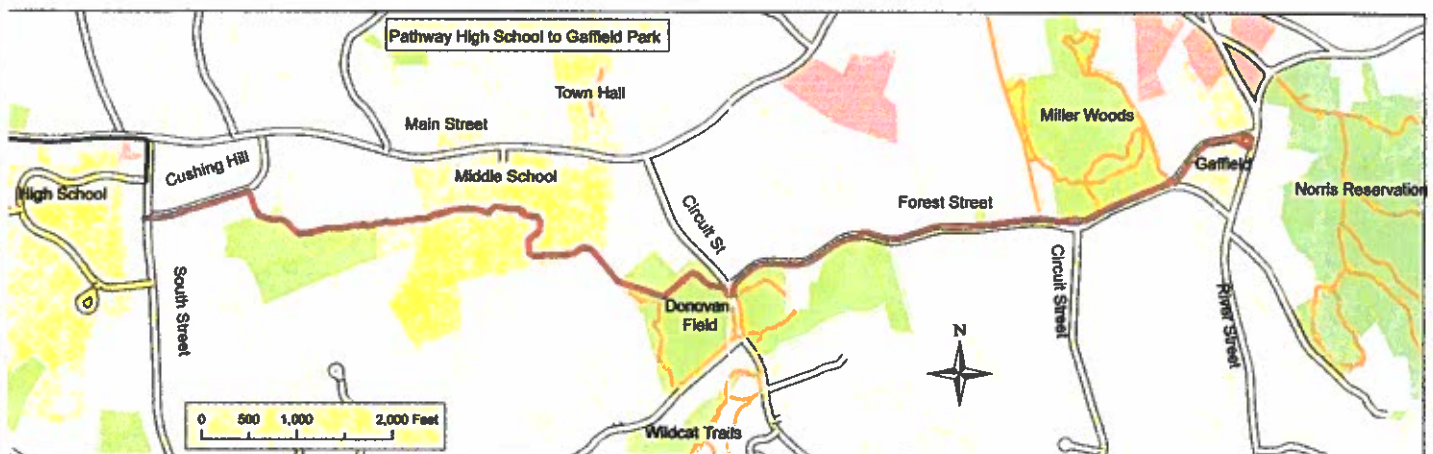 Pathway High School to Gaffield Park
Town Hall
Main Street
Miller Woods
Cushing Hill
Middle School
Gaffield
High School
Norris Reservation
Forest Street
Circuit St
South Street
Donovan
Field
Circuit Street
River Street
N
0 500 1,000 2,000 Feet
Wildcat Traits